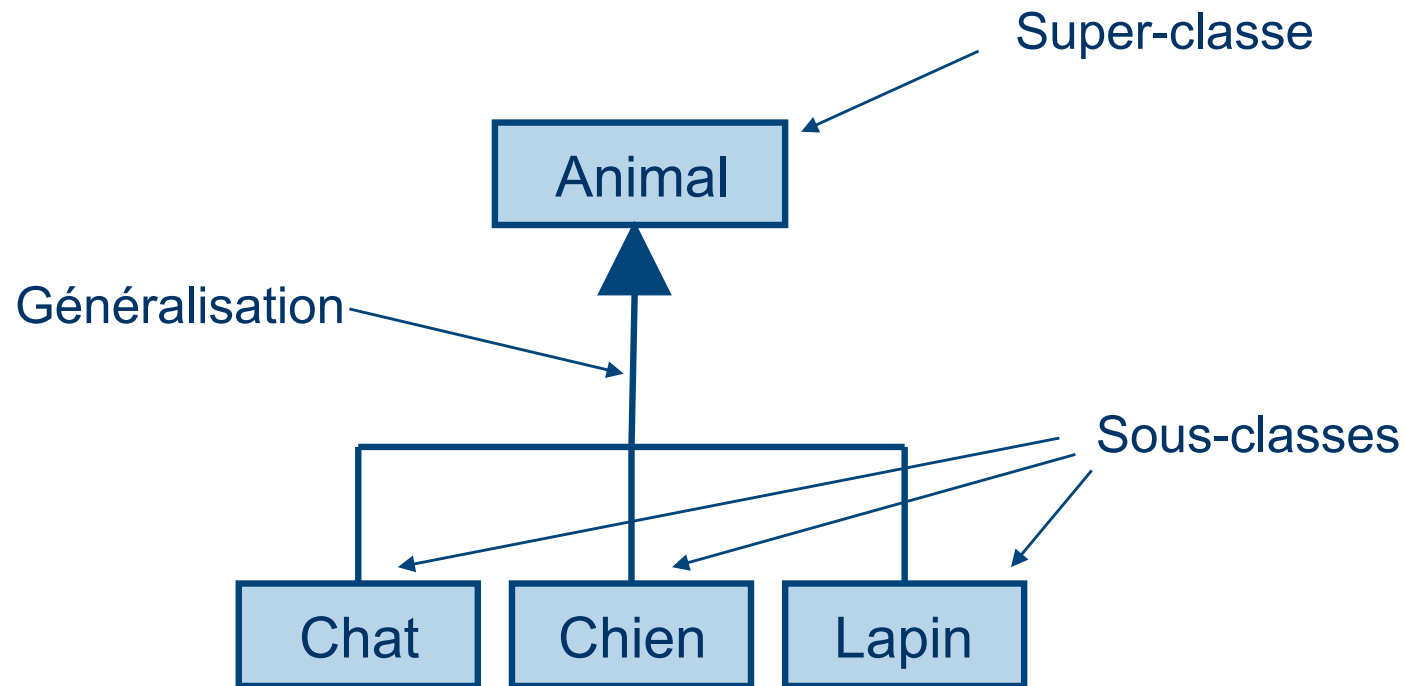 Super-classe
Animal
Généralisation
Sous-classes
Chat
Chien
Lapin